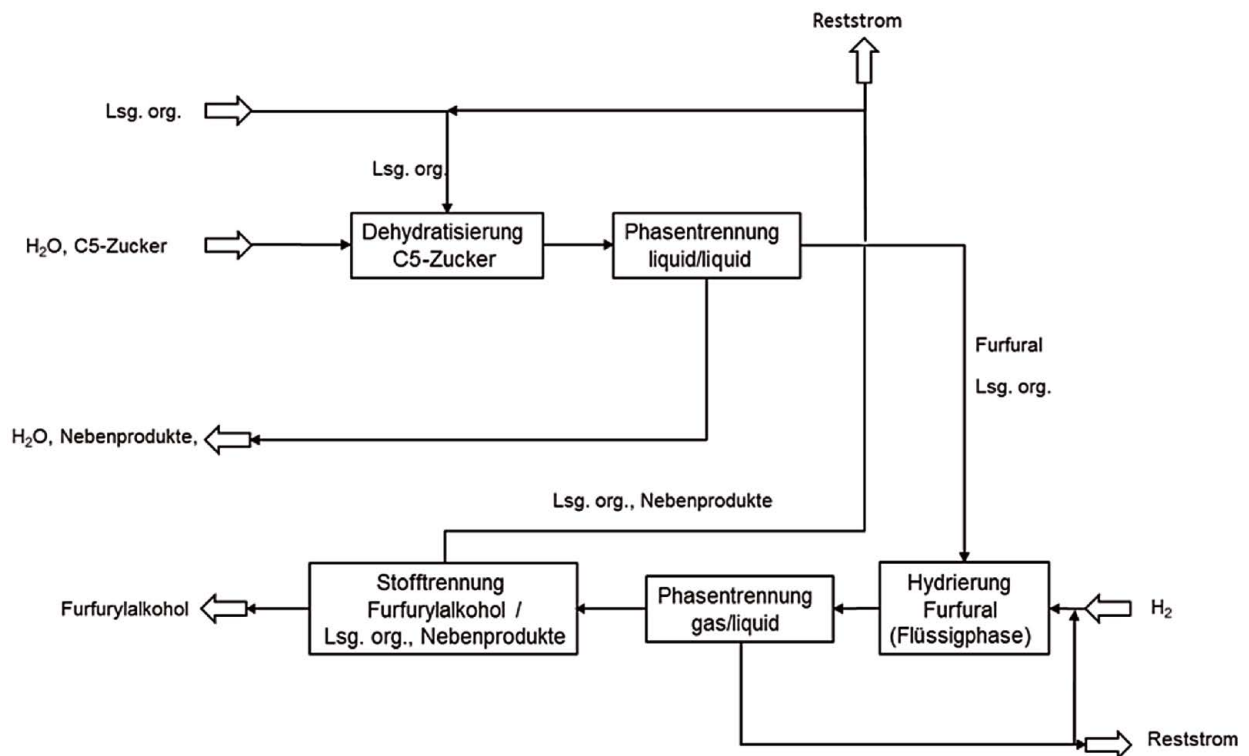 Reststrom
Lsg. org.
Lsg. org.
H₂O, C5-Zucker
Dehydratisierung
C5-Zucker
Phasentrennung
liquid/liquid
Furfural
Lsg. org.
H₂O, Nebenprodukte,
Lsg. org., Nebenprodukte
Furfurylalkohol
Stofftrennung
Furfurylalkohol /
Lsg. org., Nebenprodukte
Phasentrennung
gas/liquid
Hydrierung
Furfural
(Flüssigphase)
H₂
Reststrom